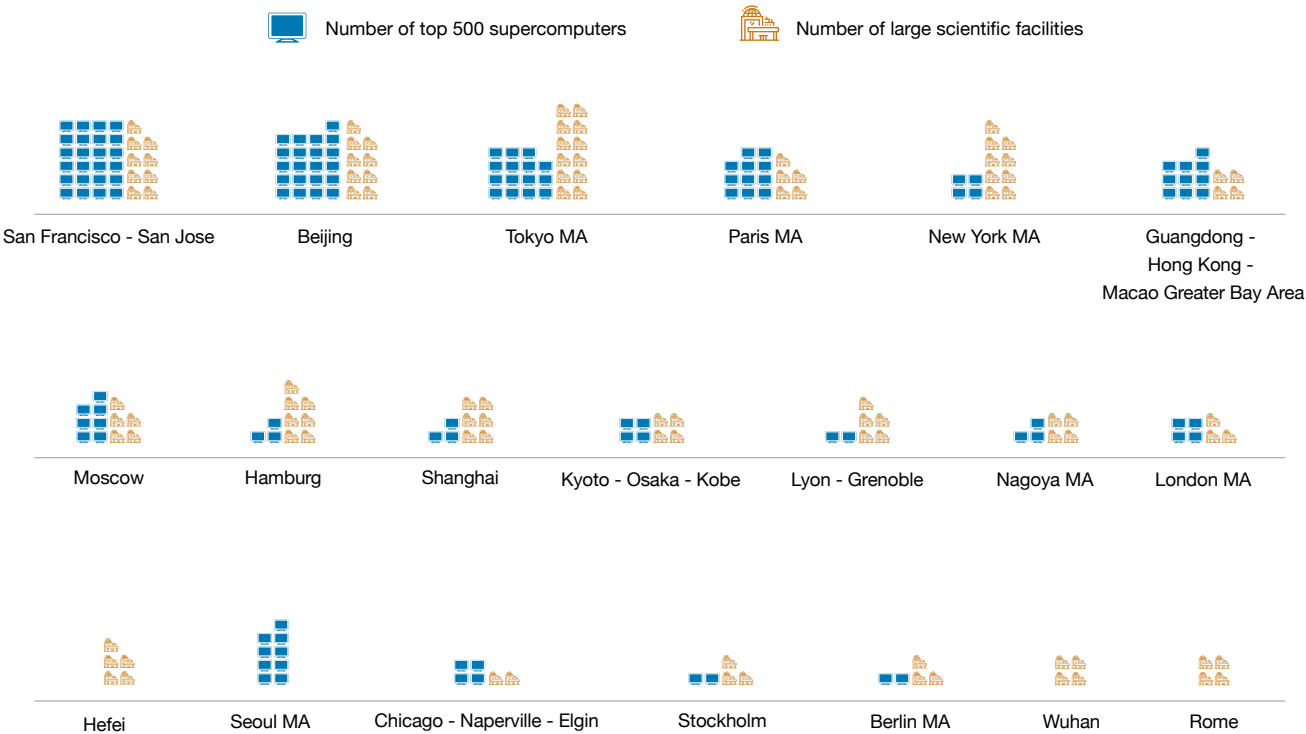 Number of top 500 supercomputers
Number of large scientific facilities
San Francisco - San Jose
Beijing
Tokyo MA
Paris MA
New York MA
Guangdong -
Hong Kong -
Macao Greater Bay Area
Moscow
Hamburg
Shanghai
Kyoto - Osaka - Kobe
Lyon - Grenoble
Nagoya MA
London MA
Hefei
Seoul MA
Chicago - Naperville - Elgin
Stockholm
Berlin MA
Wuhan
Rome